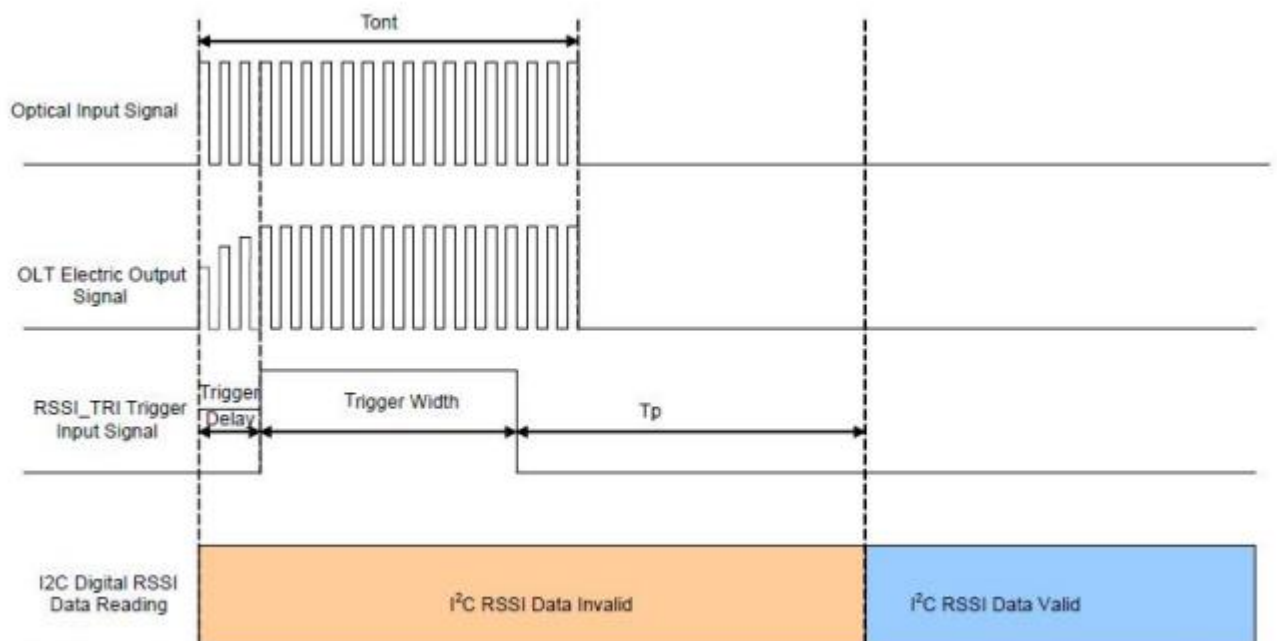 Tont
Optical Input Signal
OLT Electric Output
Signal
RSSI_TRI Trigger
Input Signal
Trigger
Delay
Trigger Width
Tp
I2C Digital RSSI
Data Reading
I²C RSSI Data Invalid
I²C RSSI Data Valid